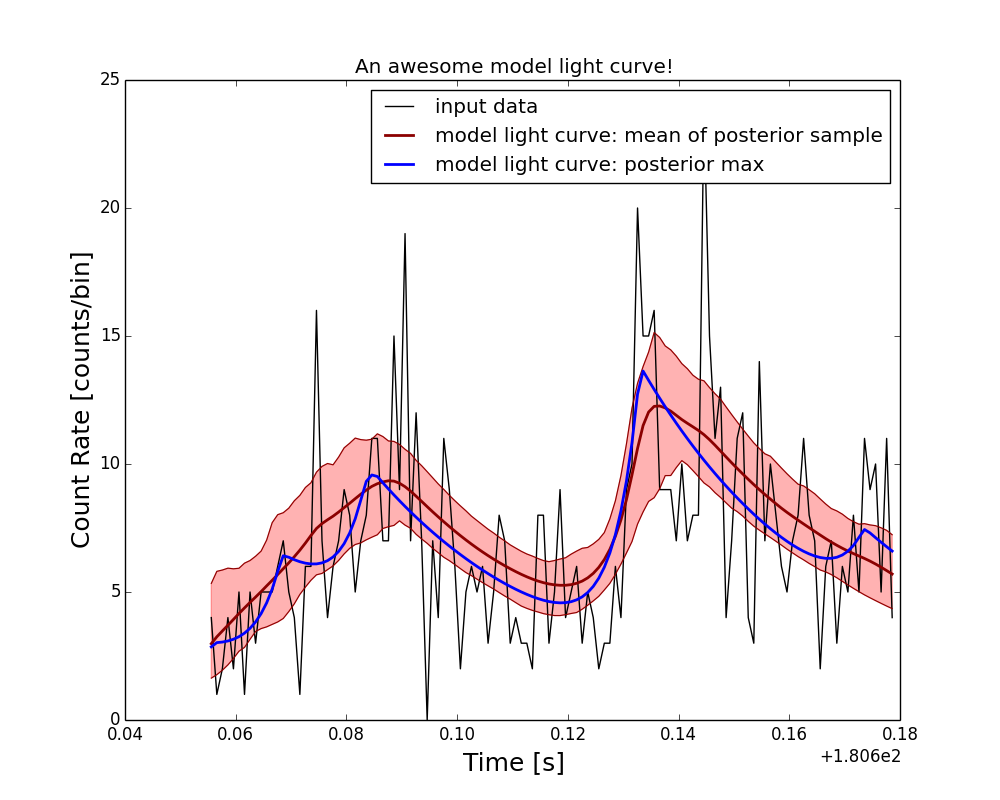 An awesome model light curve!
input data
model light curve: mean of posterior sample
model light curve: posterior max
Count Rate [counts/bin]
25
20
15
10
5
0
0.04 0.06 0.08 0.10 0.12 0.14 0.16 0.18
+1.806e2
Time [s]